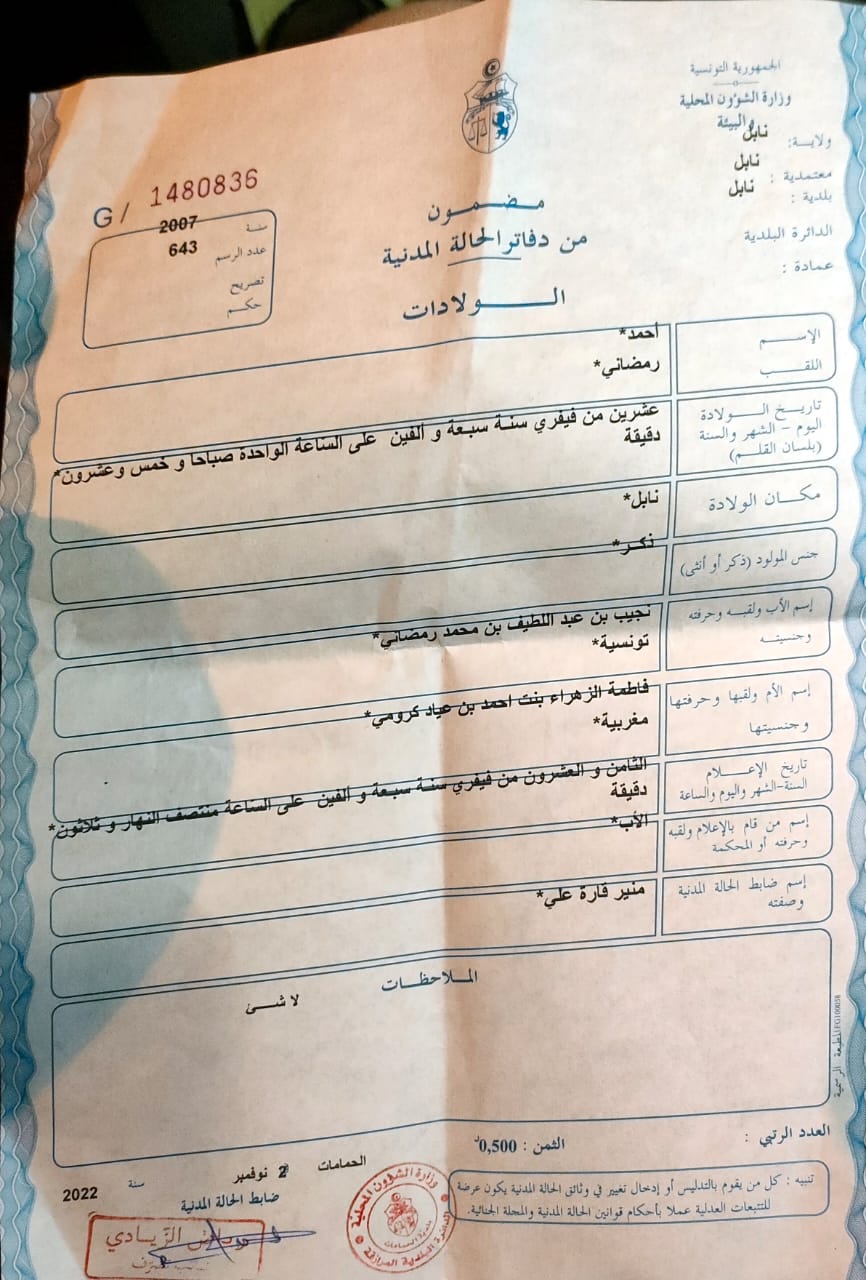 الجمهورية التونسية
وزارة الشؤون المحلية
والبيئة
ولاية: نابل
معتمدية : نابل
بلدية : نابل
الدائرة البلدية
عمادة :
G / 1480836
سنة 2007
عدد الرسم 643
تصريح
حكم
مضمون
من دفاتر الحالة المدنية
الولادات
الإسم أحمد*
اللقب رمضاني*
تاريخ الولادة
اليوم - الشهر والسنة
(بلسان القلم)
عشرين من فيفري سنة سبعة و ألفين على الساعة الواحدة صباحا و خمس وعشرون*
دقيقة
مكان الولادة نابل*
جنس المولود (ذكر أو أنثى) ذكر*
إسم الأب ولقبه وحرفته
وجنسيته
نجيب بن عبد اللطيف بن محمد رمضاني*
تونسية*
إسم الأم ولقبها وحرفتها
وجنسيتها
فاطمة الزهراء بنت احمد بن عياد كرومي*
مغربية*
تاريخ الإعلام
السنة-الشهر واليوم والساعة
الثامن و العشرون من فيفري سنة سبعة و ألفين على الساعة منتصف النهار و ثلاثون*
دقيقة
إسم من قام بالإعلام ولقبه
وحرفته أو المحكمة
الأب*
إسم ضابط الحالة المدنية
وصفته
منير قارة علي*
الملاحظات
لا شئ
المطبعة الرسمية
العدد الرتبي :
الثمن : 0,500د
تنبيه : كل من يقوم بالتدليس أو إدخال تغيير في وثائق الحالة المدنية يكون عرضة
للتتبعات العدلية عملا بأحكام قوانين الحالة المدنية والمجلة الجنائية.
الحمامات 2 نوفمبر سنة 2022
ضابط الحالة المدنية
الزيادي
وزارة الشؤون المحلية
بلدية الحمامات